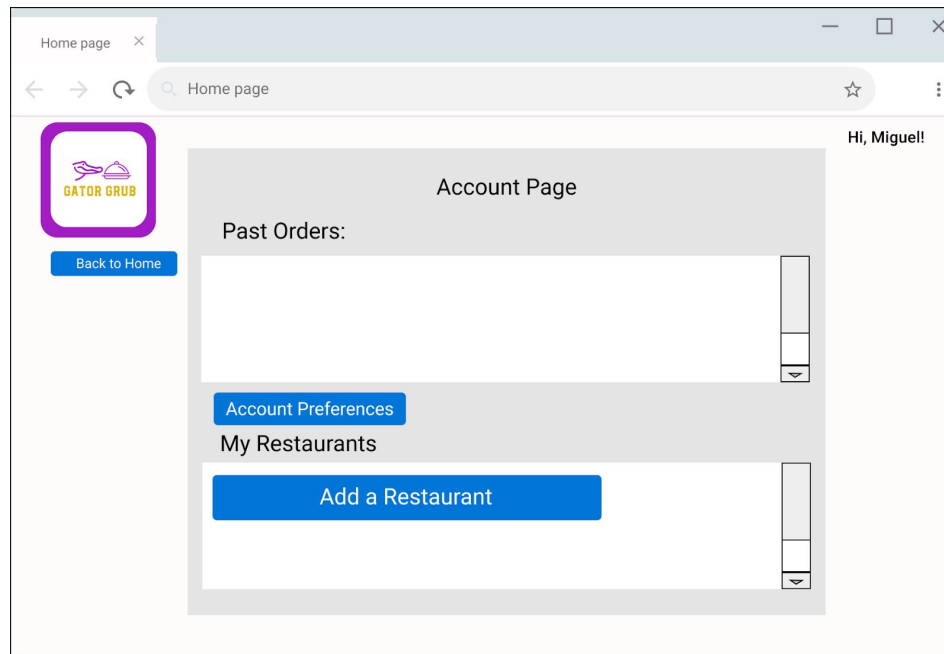 Home page
Home page
Hi, Miguel!
GATOR GRUB
Back to Home
Account Page
Past Orders:
Account Preferences
My Restaurants
Add a Restaurant